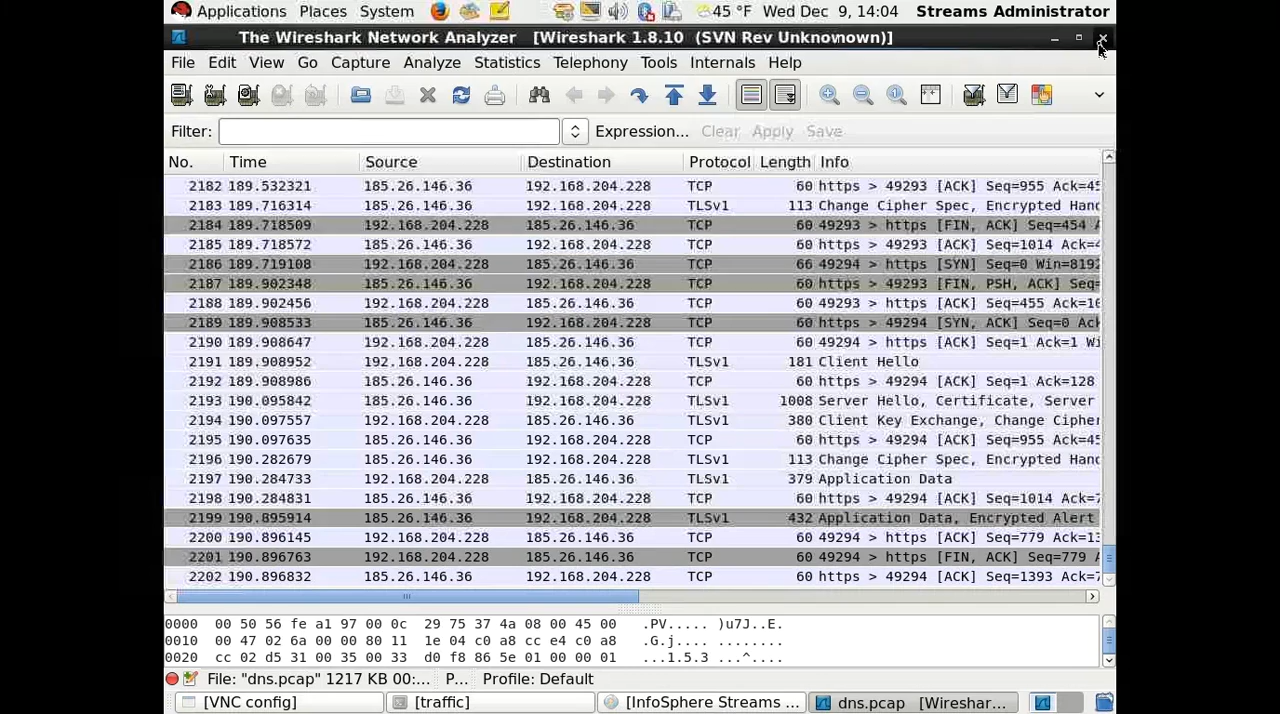 Applications Places System 45 °F Wed Dec 9, 14:04 Streams Administrator
The Wireshark Network Analyzer [Wireshark 1.8.10 (SVN Rev Unknovnown)]
File Edit View Go Capture Analyze Statistics Telephony Tools Internals Help
Filter: Expression... Clear Apply Save
No. Time Source Destination Protocol Length Info
2182 189.532321 185.26.146.36 192.168.204.228 TCP 60 https > 49293 [ACK] Seq=955 Ack=45
2183 189.716314 185.26.146.36 192.168.204.228 TLSv1 113 Change Cipher Spec, Encrypted Hand
2184 189.718509 192.168.204.228 185.26.146.36 TCP 60 49293 > https [FIN, ACK] Seq=454 A
2185 189.718572 185.26.146.36 192.168.204.228 TCP 60 https > 49293 [ACK] Seq=1014 Ack=4
2186 189.719108 192.168.204.228 185.26.146.36 TCP 66 49294 > https [SYN] Seq=0 Win=8192
2187 189.902348 185.26.146.36 192.168.204.228 TCP 60 https > 49293 [FIN, PSH, ACK] Seq=
2188 189.902456 192.168.204.228 185.26.146.36 TCP 60 49293 > https [ACK] Seq=455 Ack=10
2189 189.908533 185.26.146.36 192.168.204.228 TCP 60 https > 49294 [SYN, ACK] Seq=0 Ack
2190 189.908647 192.168.204.228 185.26.146.36 TCP 60 49294 > https [ACK] Seq=1 Ack=1 Wi
2191 189.908952 192.168.204.228 185.26.146.36 TLSv1 181 Client Hello
2192 189.908986 185.26.146.36 192.168.204.228 TCP 60 https > 49294 [ACK] Seq=1 Ack=128
2193 190.095842 185.26.146.36 192.168.204.228 TLSv1 1008 Server Hello, Certificate, Server
2194 190.097557 192.168.204.228 185.26.146.36 TLSv1 380 Client Key Exchange, Change Cipher
2195 190.097635 185.26.146.36 192.168.204.228 TCP 60 https > 49294 [ACK] Seq=955 Ack=45
2196 190.282679 185.26.146.36 192.168.204.228 TLSv1 113 Change Cipher Spec, Encrypted Hand
2197 190.284733 192.168.204.228 185.26.146.36 TLSv1 379 Application Data
2198 190.284831 185.26.146.36 192.168.204.228 TCP 60 https > 49294 [ACK] Seq=1014 Ack=7
2199 190.895914 185.26.146.36 192.168.204.228 TLSv1 432 Application Data, Encrypted Alert
2200 190.896145 192.168.204.228 185.26.146.36 TCP 60 49294 > https [ACK] Seq=779 Ack=13
2201 190.896763 192.168.204.228 185.26.146.36 TCP 60 49294 > https [FIN, ACK] Seq=779 A
2202 190.896832 185.26.146.36 192.168.204.228 TCP 60 https > 49294 [ACK] Seq=1393 Ack=7
0000 00 50 56 fe a1 97 00 0c 29 75 37 4a 08 00 45 00 .PV..... )u7J..E.
0010 00 47 02 6a 00 00 80 11 1e 04 c0 a8 cc e4 c0 a8 .G.j.... ........
0020 cc 02 d5 31 00 35 00 33 d0 f8 86 5e 01 00 00 01 ...1.5.3 ...^....
File: "dns.pcap" 1217 KB 00:... P... Profile: Default
[VNC config] [traffic] [InfoSphere Streams ... dns.pcap [Wireshar...